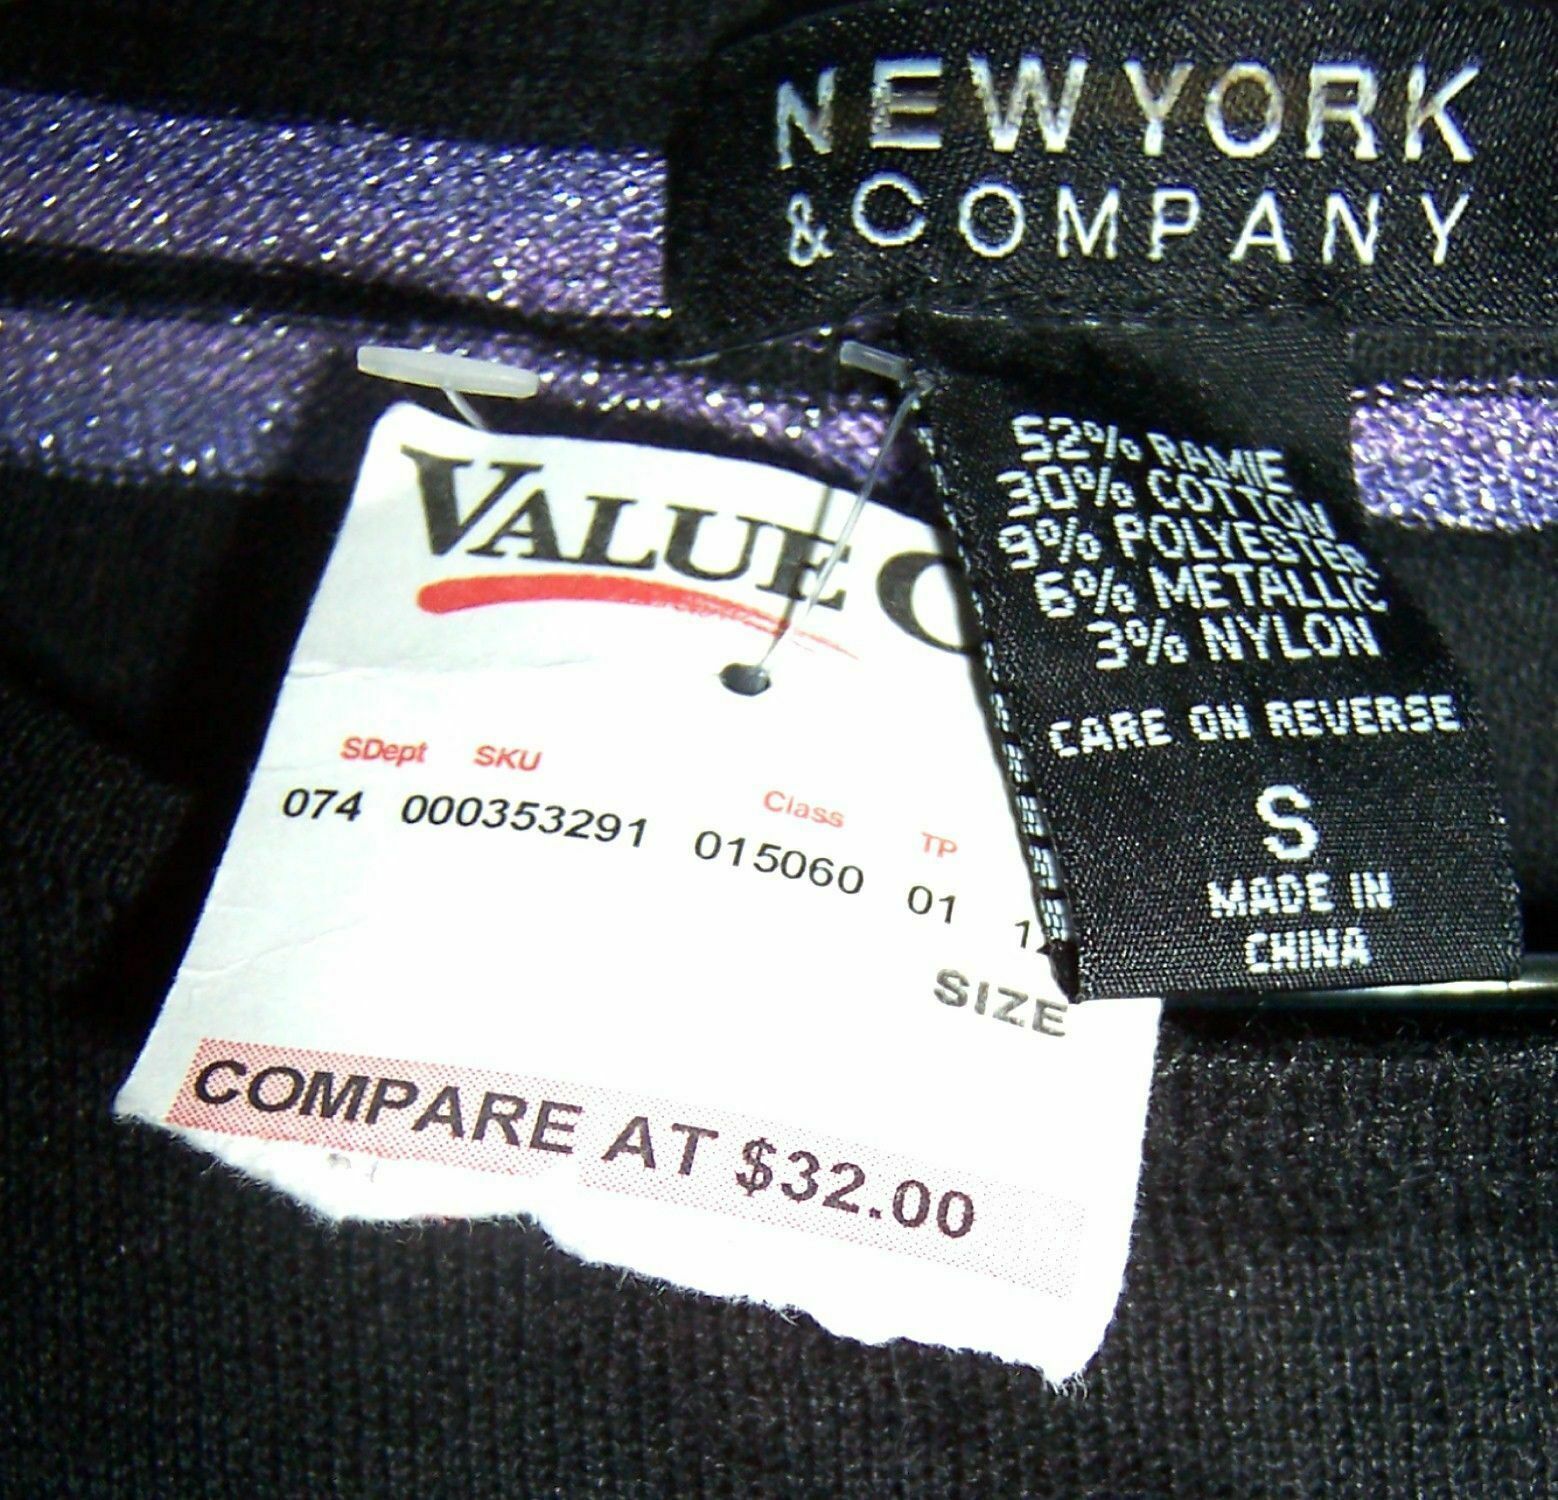 NEW YORK
& COMPANY
52% RAMIE
30% COTTON
9% POLYESTER
6% METALLIC
3% NYLON
CARE ON REVERSE
S
MADE IN
CHINA
VALUE
SDept SKU Class TP
074 000353291 015060 01
SIZE
COMPARE AT $32.00